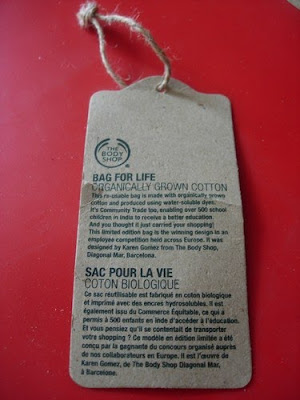 THE
BODY
SHOP
BAG FOR LIFE
ORGANICALLY GROWN COTTON
This re-usable bag is made with organically grown
cotton and produced using water-soluble dyes.
It's Community Trade too, enabling over 500 school
children in India to receive a better education
And you thought it just carried your shopping!
This limited edition bag is the winning design in an
employee competition held across Europe. It was
designed by Karen Gomez from The Body Shop,
Diagonal Mar, Barcelona.
SAC POUR LA VIE
COTON BIOLOGIQUE
Ce sac réutilisable est fabriqué en coton biologique
et imprimé avec des encres hydrosolubles. Il est
également issu du Commerce Équitable, ce qui a
permis à 500 enfants en Inde d'accéder à l'éducation.
Et vous pensiez qu'il se contentait de transporter
votre shopping ? Ce modèle en édition limitée a été
conçu par la gagnante du concours organisé auprès
de nos collaborateurs en Europe. Il est l'œuvre de
Karen Gomez, de The Body Shop Diagonal Mar,
à Barcelone.